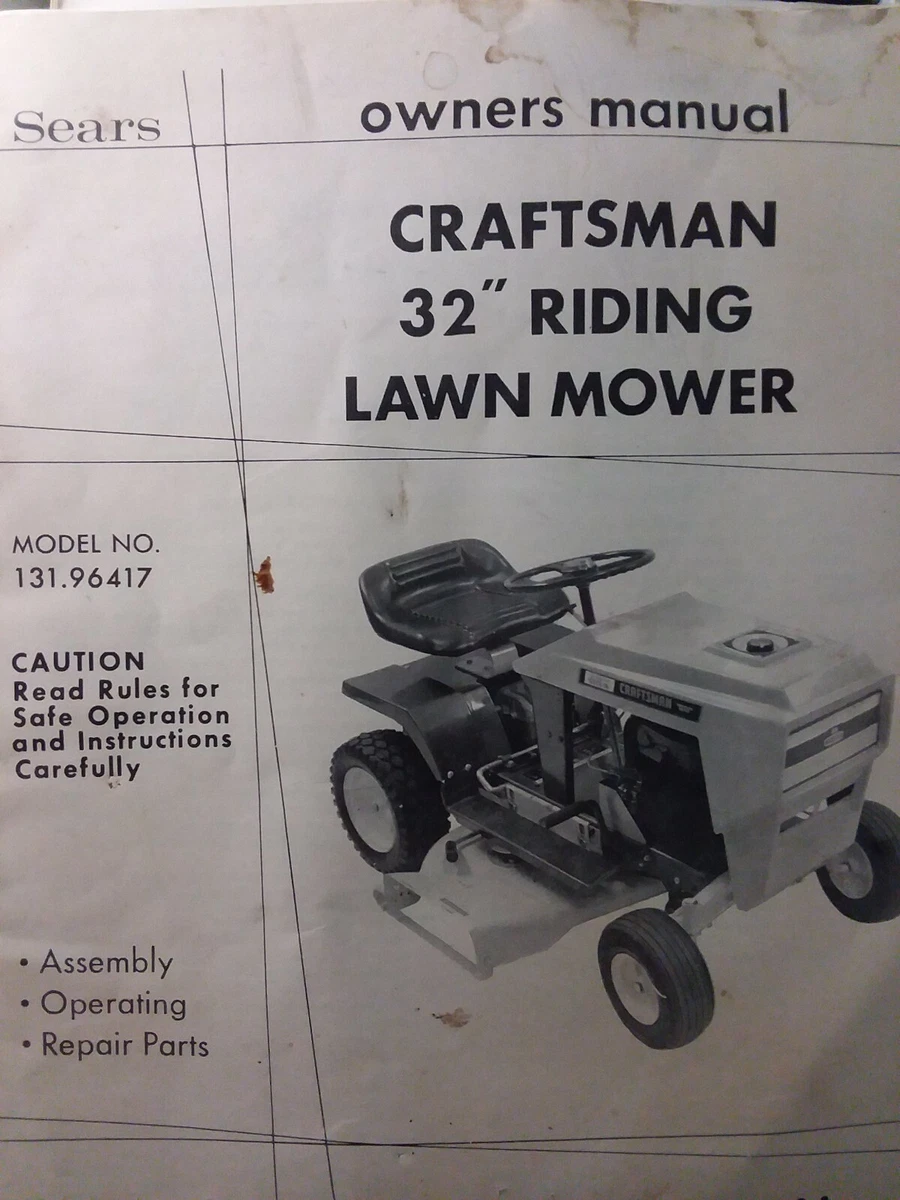 Sears
owners manual
CRAFTSMAN
32" RIDING
LAWN MOWER
MODEL NO.
131.96417
CAUTION
Read Rules for
Safe Operation
and Instructions
Carefully
CRAFTSMAN
• Assembly
• Operating
• Repair Parts